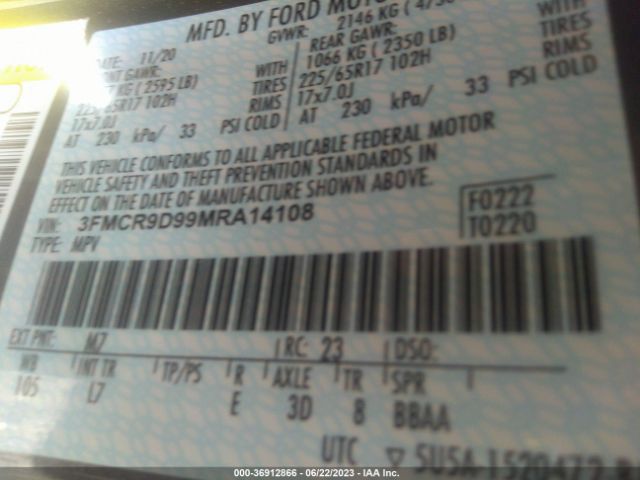 MFD. BY FORD MOTOR
DATE: 11/20 GVWR: 2146 KG
FRONT GAWR: REAR GAWR:
KG ( 2595 LB) WITH 1066 KG ( 2350 LB) WITH
225/65R17 102H TIRES 225/65R17 102H TIRES
17x7.0J RIMS 17x7.0J RIMS
AT 230 kPa/ 33 PSI COLD AT 230 kPa/ 33 PSI COLD
THIS VEHICLE CONFORMS TO ALL APPLICABLE FEDERAL MOTOR
VEHICLE SAFETY AND THEFT PREVENTION STANDARDS IN
EFFECT ON THE DATE OF MANUFACTURE SHOWN ABOVE.
VIN: 3FMCR9D99MRA14108 F0222
TYPE: MPV T0220
EXT PNT: M7 RC: 23 DSO:
WB INT TR TP/PS R AXLE TR SPR
105 L7 E 3D 8 BBAA
UTC ▽ 5U5A
000-36912866 - 06/22/2023 - IAA Inc.